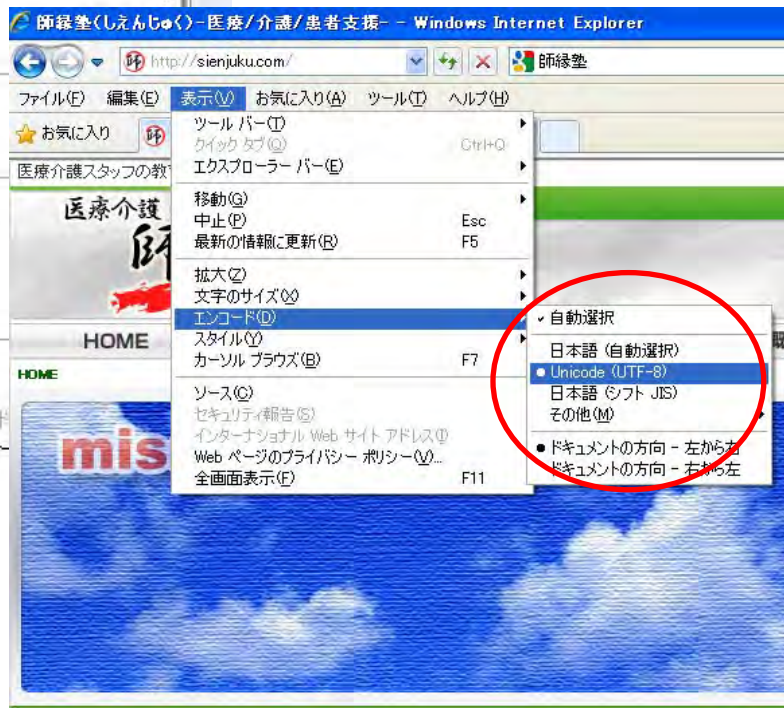 師縁塾(しえんじゅく)-医療/介護/患者支援- - Windows Internet Explorer
http://sienjuku.com/
師縁塾
ファイル(F) 編集(E) 表示(V) お気に入り(A) ツール(T) ヘルプ(H)
お気に入り 師
医療介護スタッフの教
医療介護
師
HOME
HOME
mis
ツール バー(T)
クイック タブ(Q) Ctrl+Q
エクスプローラー バー(E)
移動(G)
中止(P) Esc
最新の情報に更新(R) F5
拡大(Z)
文字のサイズ(X)
エンコード(D)
スタイル(Y)
カーソル ブラウズ(B) F7
ソース(C)
セキュリティ報告(S)
インターナショナル Web サイト アドレス(I)
Web ページのプライバシー ポリシー(V)...
全画面表示(F) F11
自動選択
日本語 (自動選択)
Unicode (UTF-8)
日本語 (シフト JIS)
その他(M)
ドキュメントの方向 - 左から右
ドキュメントの方向 - 右から左